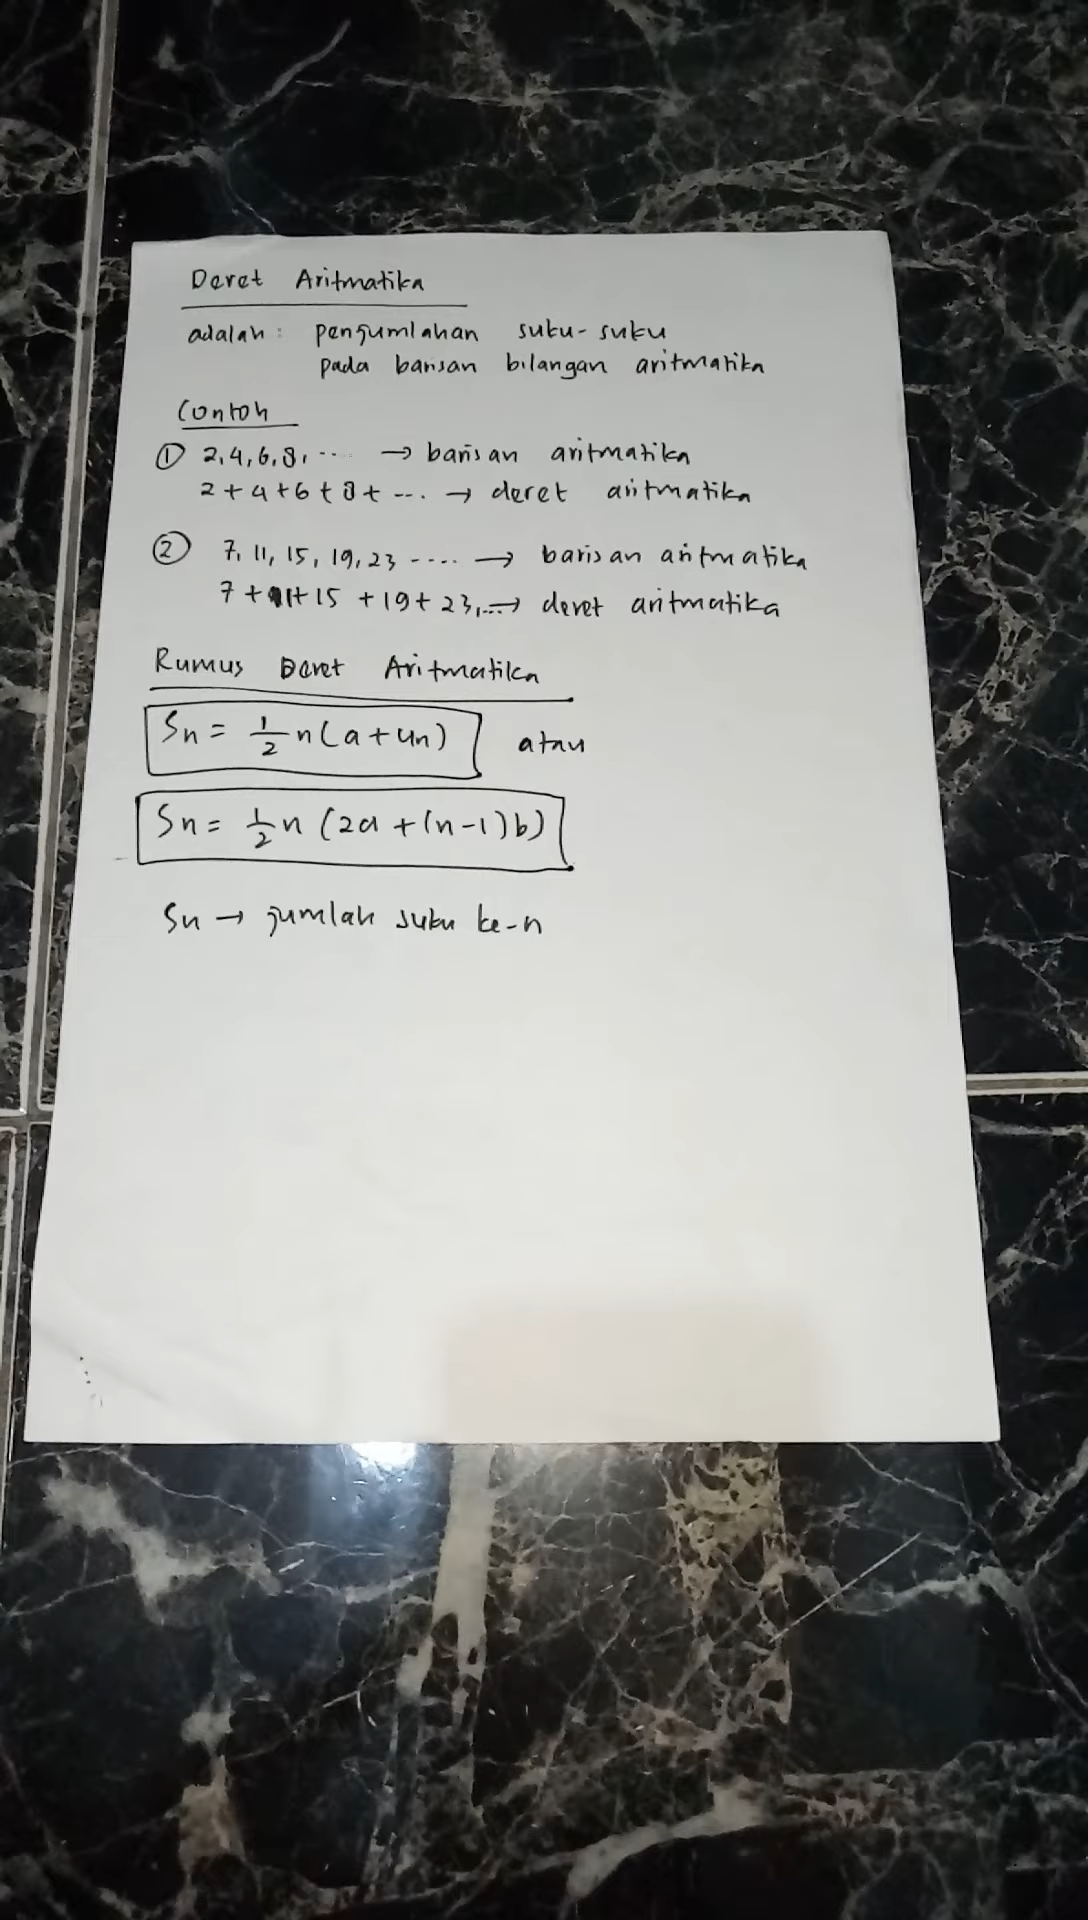 Deret Aritmatika
adalah : penjumlahan suku-suku
pada barisan bilangan aritmatika
Contoh
① 2,4,6,8, ... → barisan aritmatika
2+4+6+8+ ... → deret aritmatika
② 7, 11, 15, 19, 23 .... → barisan aritmatika
7 + 11 + 15 + 19 + 23, ... → deret aritmatika
Rumus Deret Aritmatika
Sn = 1/2 n (a + Un) atau
Sn = 1/2 n (2a + (n-1) b)
Sn → jumlah suku ke-n